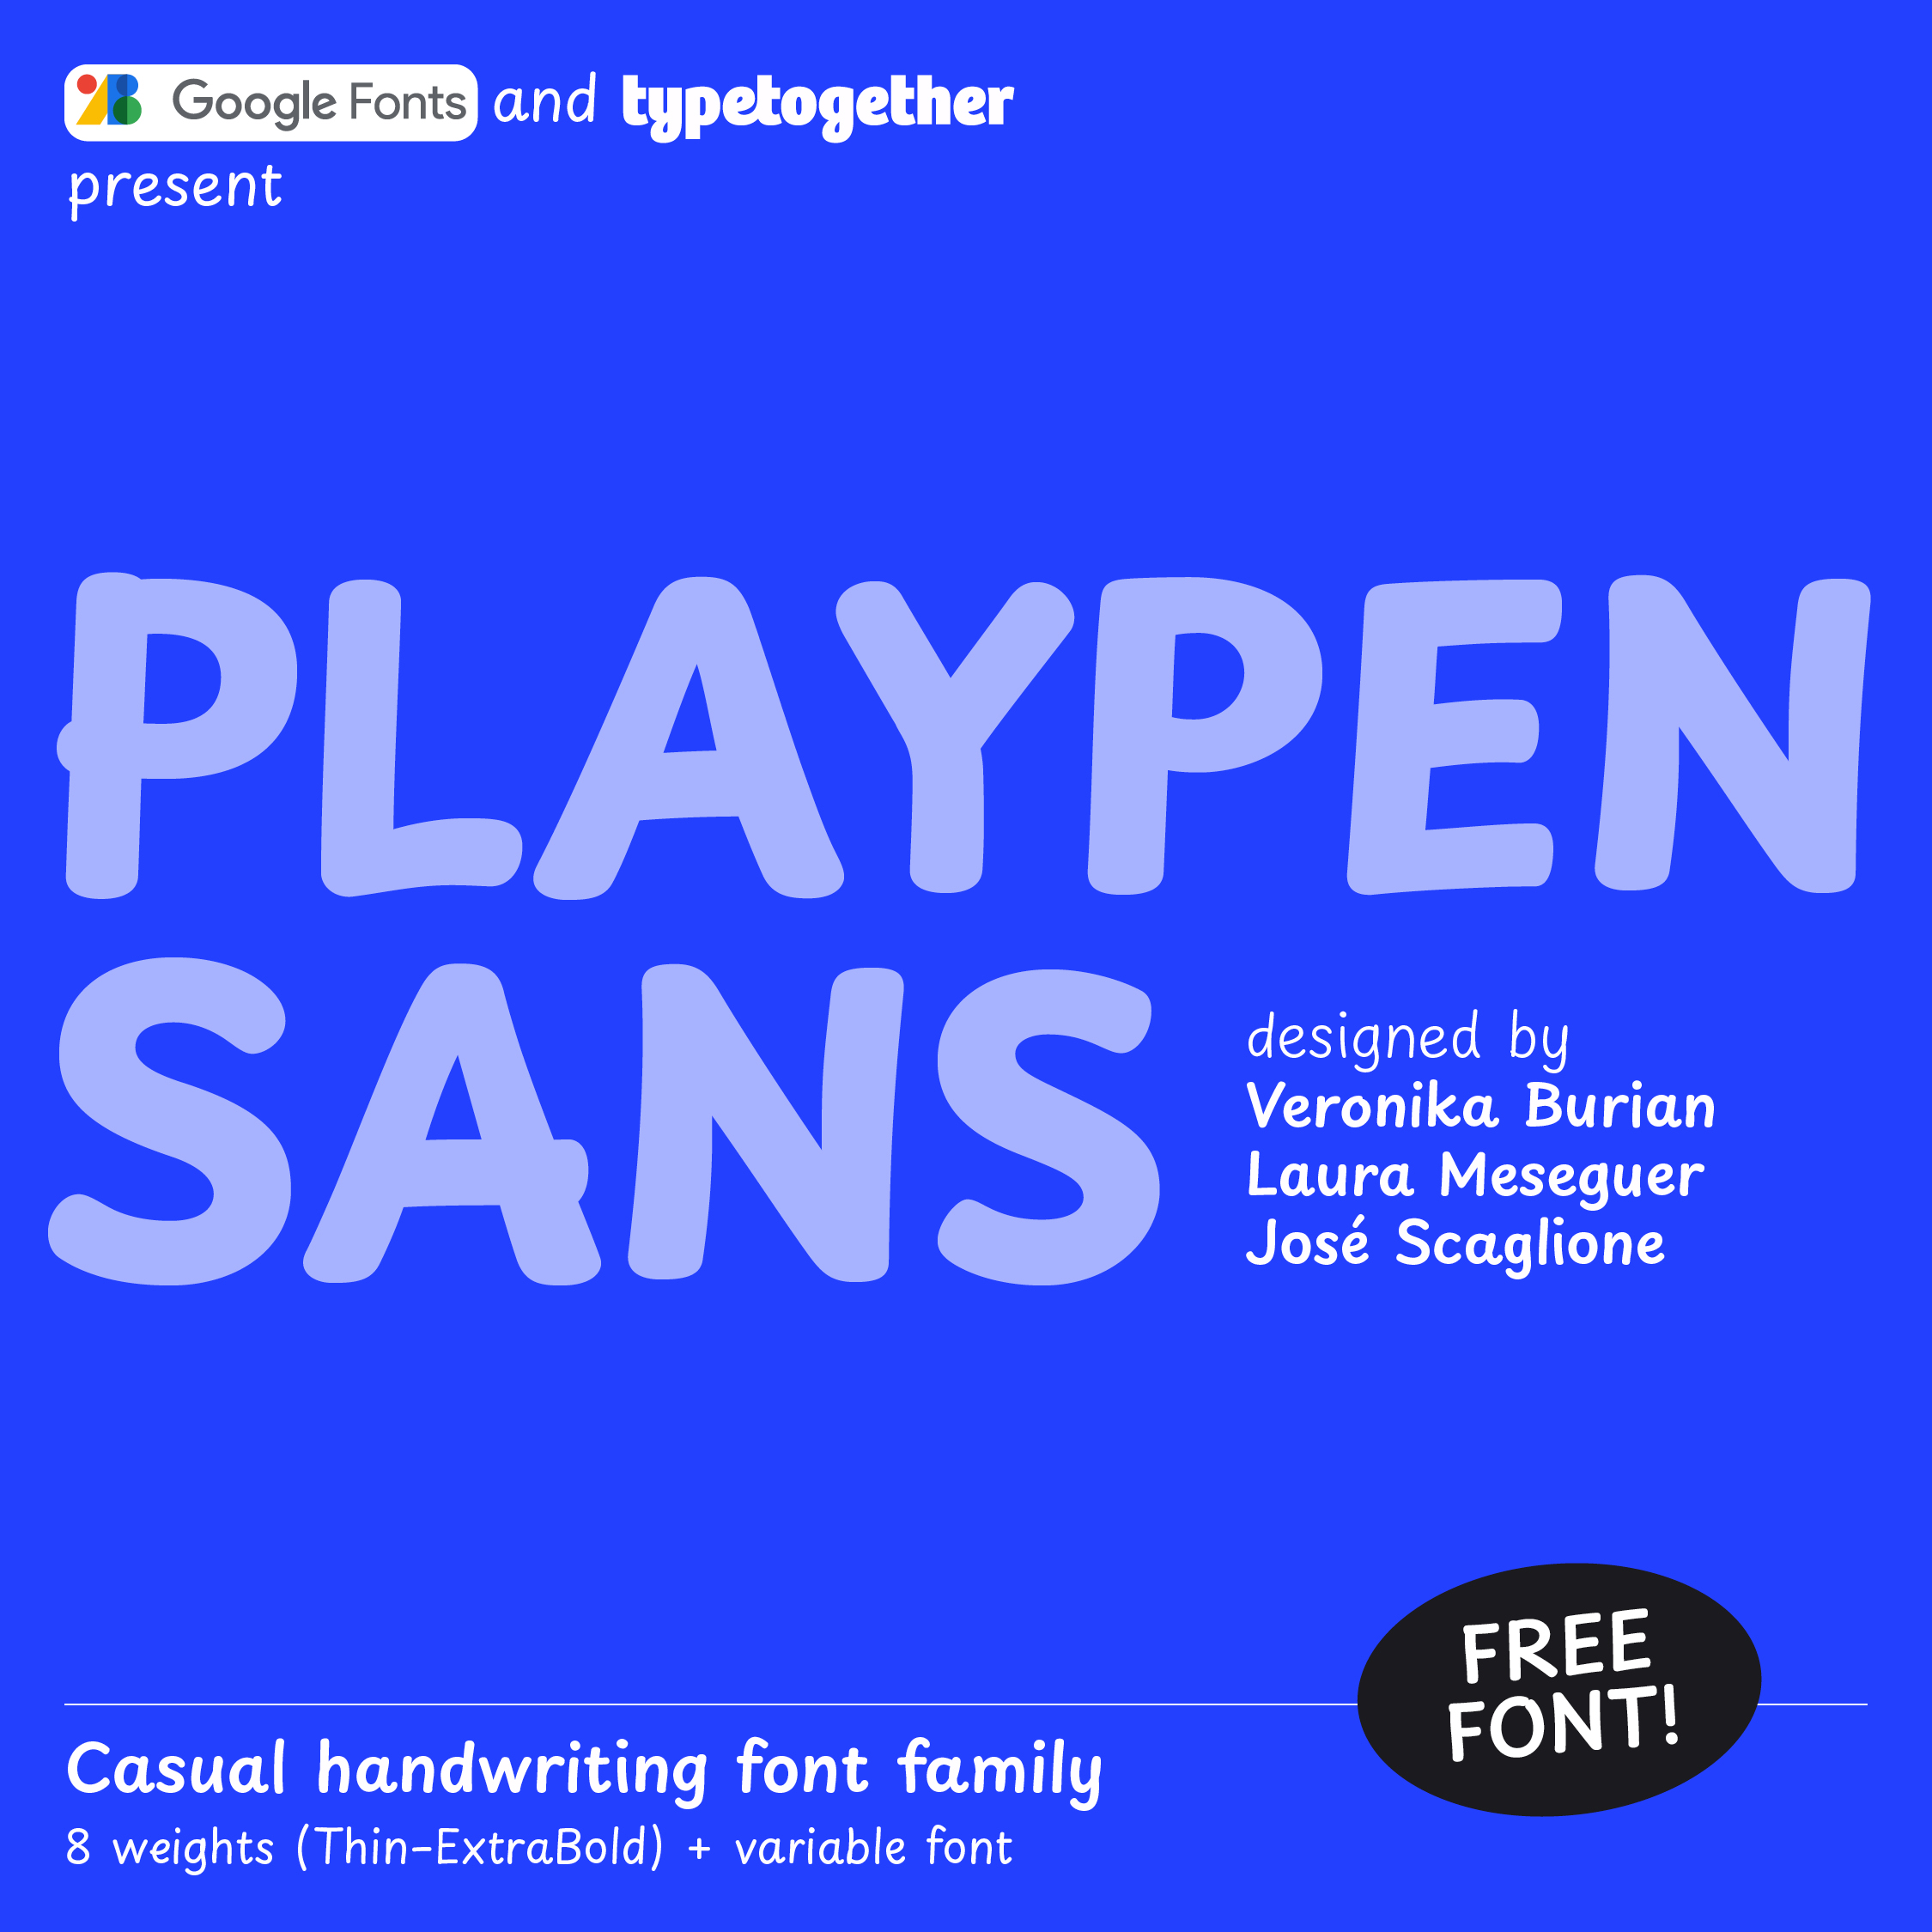 Google Fonts and typetogether
present
PLAYPEN
SANS
designed by
Veronika Burian
Laura Meseguer
José Scaglione
FREE
FONT!
Casual handwriting font family
8 weights (Thin–ExtraBold) + variable font